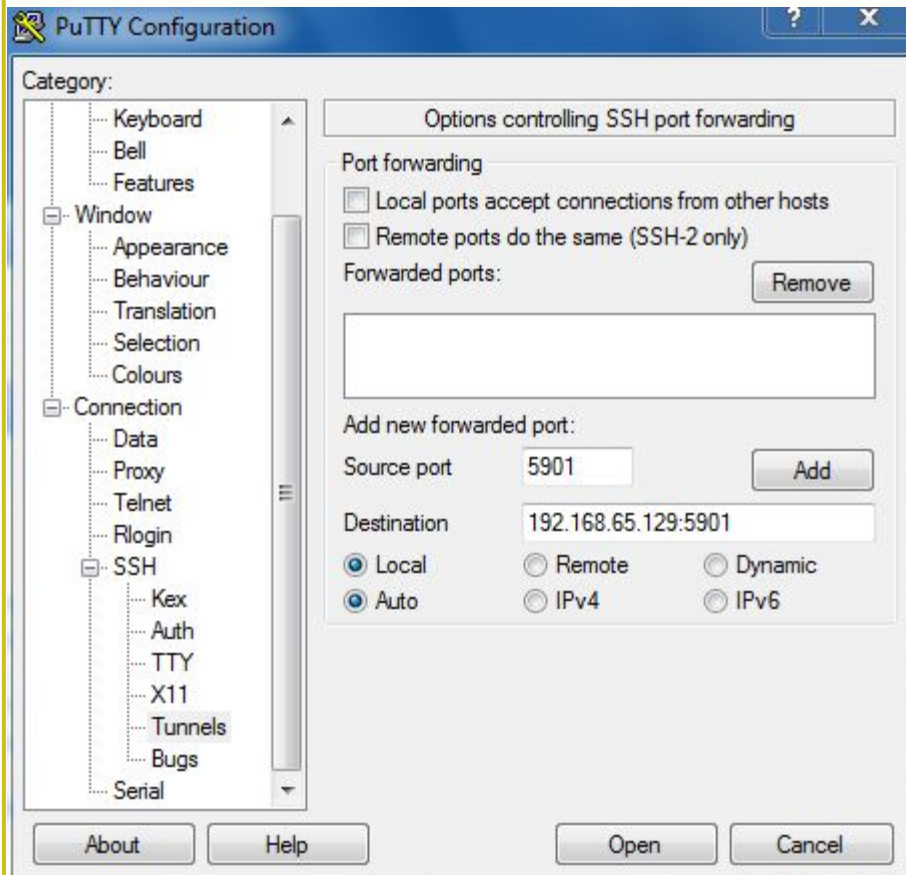 PuTTY Configuration
?
X
Category:
Keyboard
Bell
Features
Window
Appearance
Behaviour
Translation
Selection
Colours
Connection
Data
Proxy
Telnet
Rlogin
SSH
Kex
Auth
TTY
X11
Tunnels
Bugs
Serial
Options controlling SSH port forwarding
Port forwarding
Local ports accept connections from other hosts
Remote ports do the same (SSH-2 only)
Forwarded ports:
Remove
Add new forwarded port:
Source port 5901 Add
Destination 192.168.65.129:5901
Local Remote Dynamic
Auto IPv4 IPv6
About Help Open Cancel